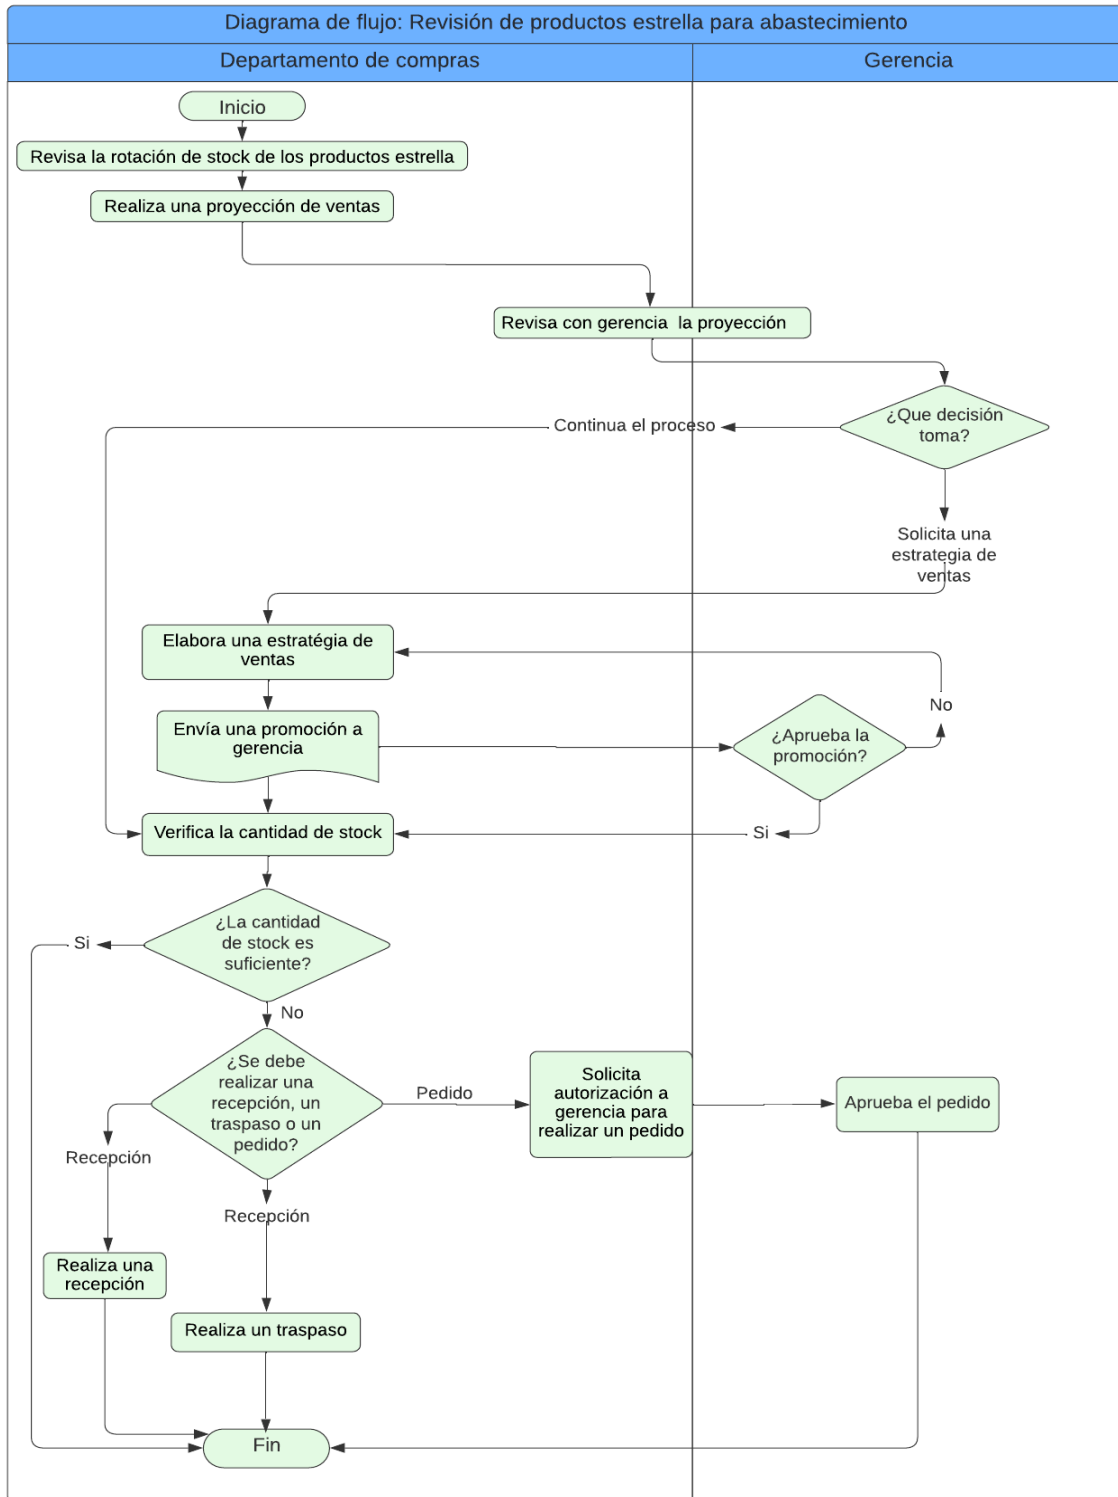 Diagrama de flujo: Revisión de productos estrella para abastecimiento
Departamento de compras
Gerencia
Inicio
Revisa la rotación de stock de los productos estrella
Realiza una proyección de ventas
Revisa con gerencia la proyección
¿Que decisión
toma?
Continua el proceso
Solicita una
estrategia de
ventas
Elabora una estratégia de
ventas
No
Envía una promoción a
gerencia
¿Aprueba la
promoción?
Verifica la cantidad de stock
Si
¿La cantidad
de stock es
suficiente?
Si
No
¿Se debe
realizar una
recepción, un
traspaso o un
pedido?
Pedido
Solicita
autorización a
gerencia para
realizar un pedido
Aprueba el pedido
Recepción
Recepción
Realiza una
recepción
Realiza un traspaso
Fin